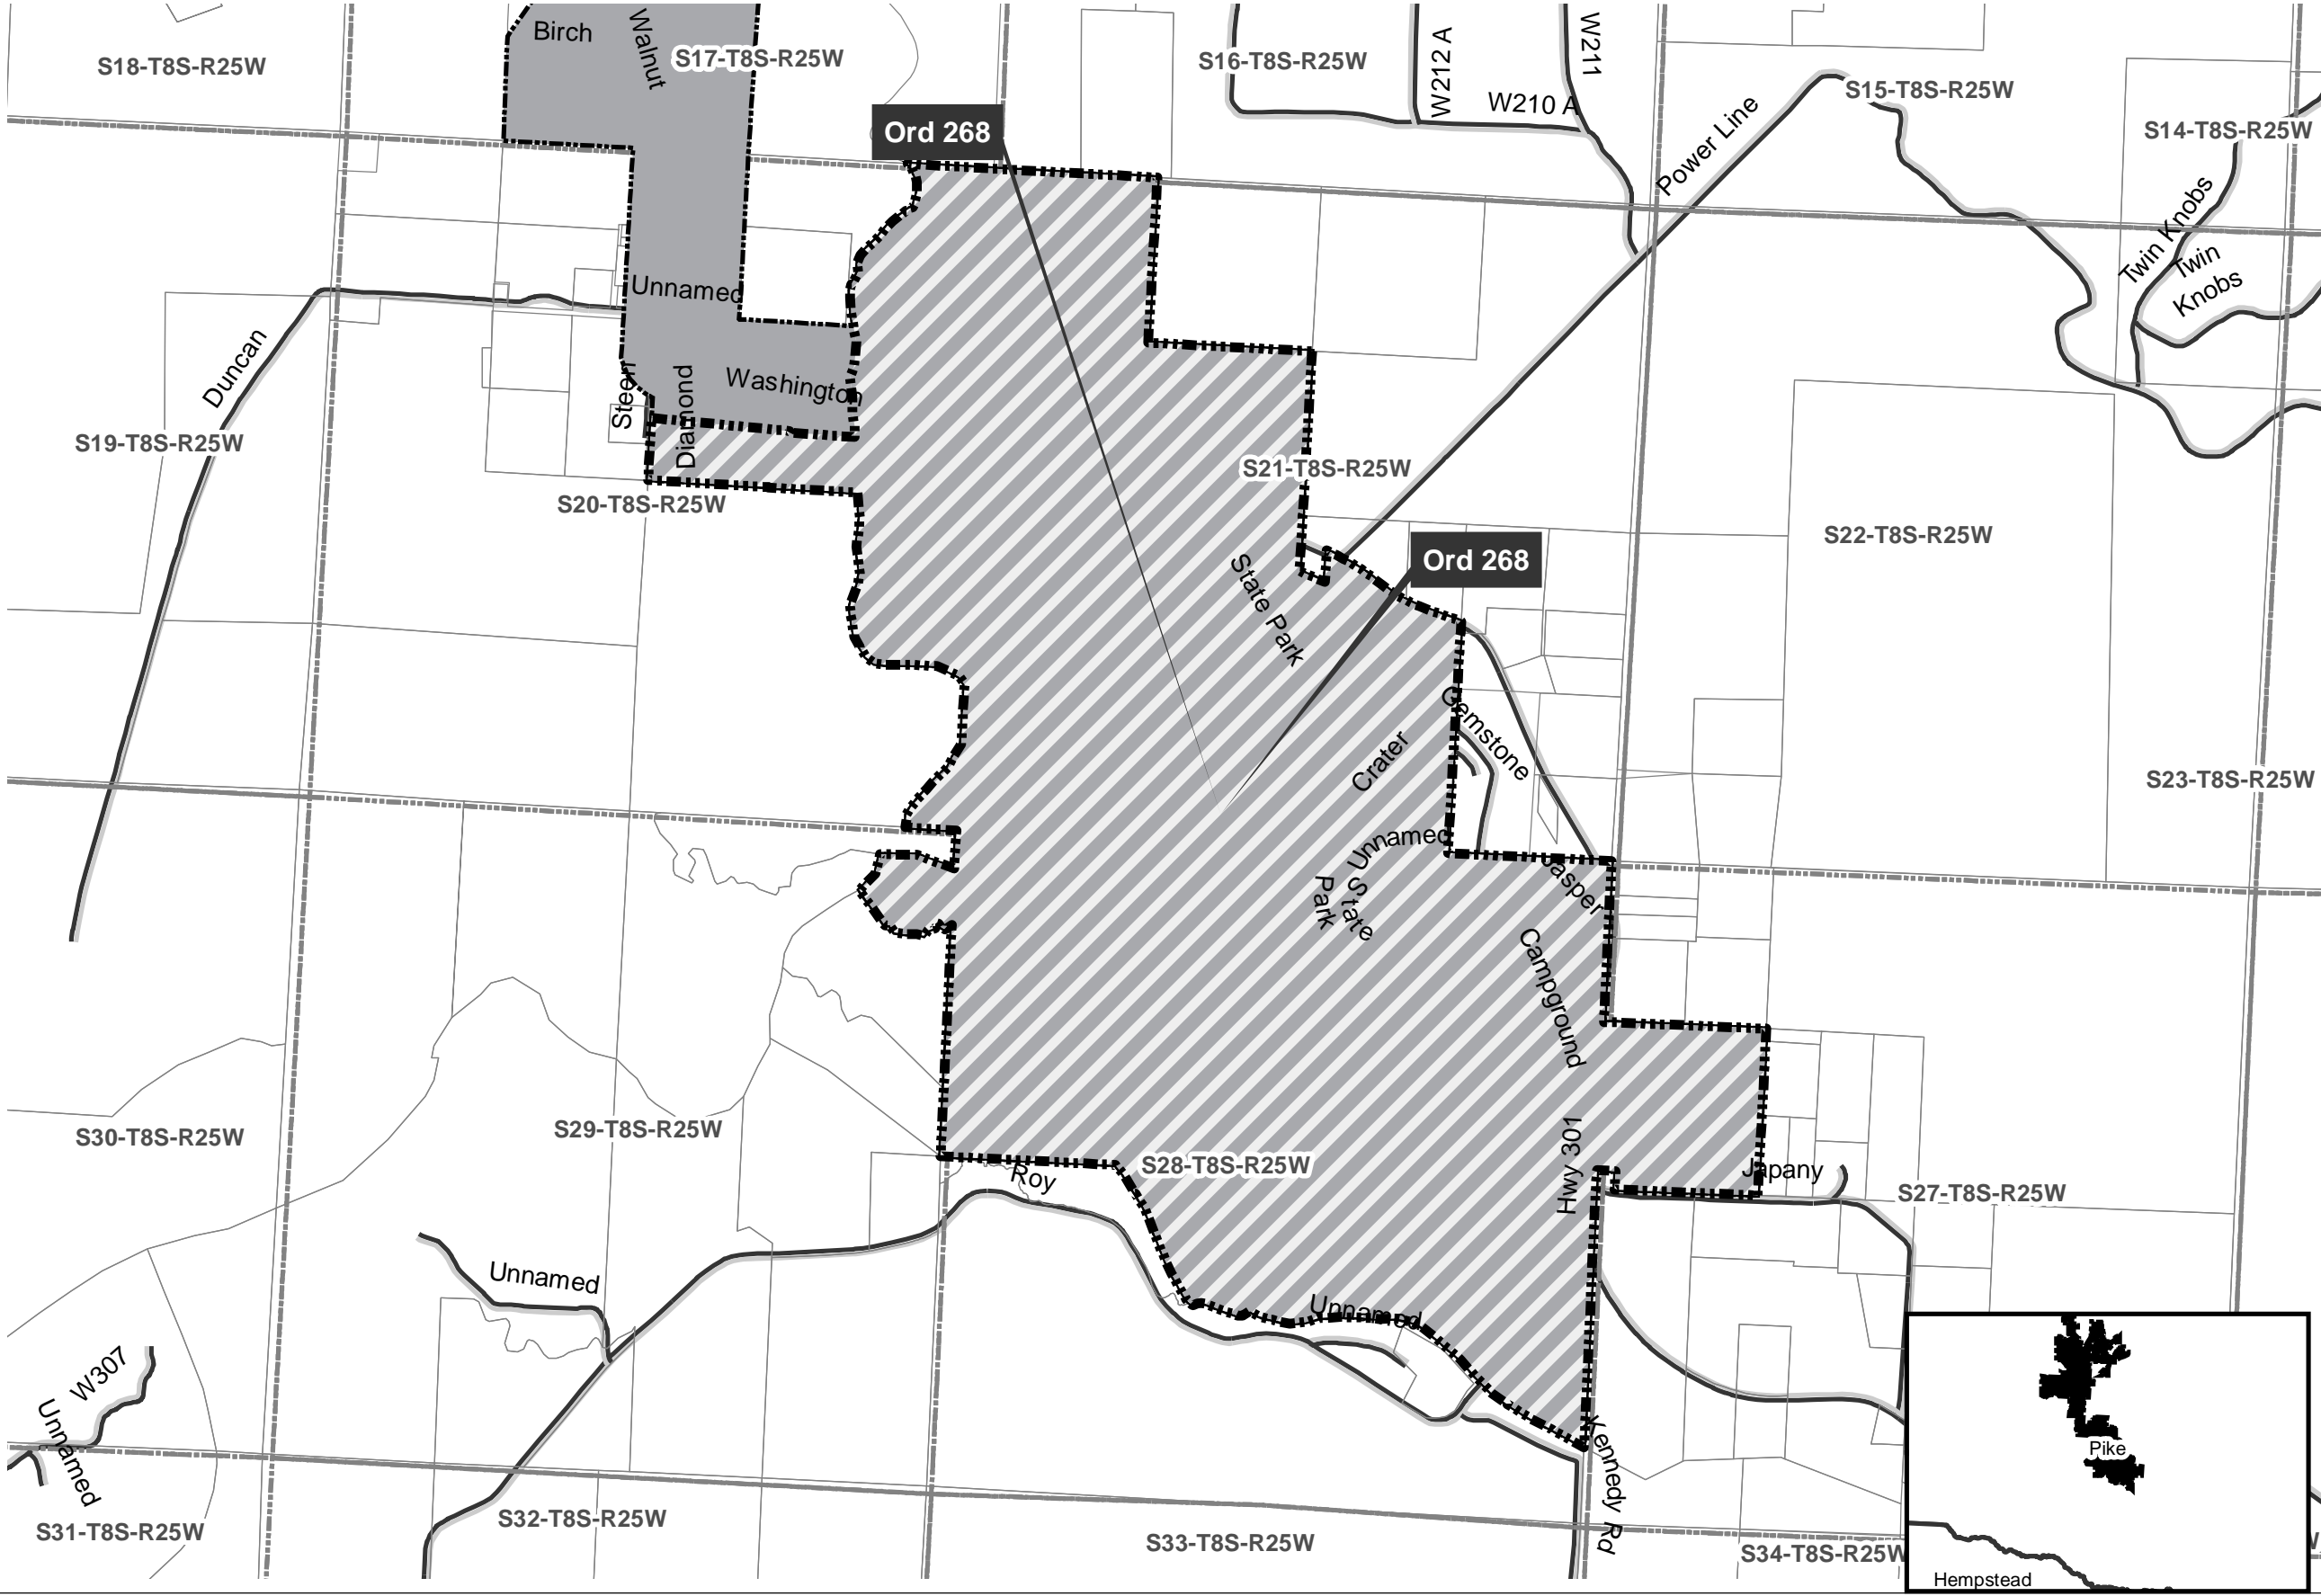 Birch
Walnut
S17-T8S-R25W
S18-T8S-R25W
S16-T8S-R25W
W212 A
W211
W210 A
S15-T8S-R25W
Power Line
S14-T8S-R25W
Ord 268
Twin Knobs
Twin
Knobs
Unnamed
Duncan
Steen
Diamond
Washington
S19-T8S-R25W
S20-T8S-R25W
S21-T8S-R25W
S22-T8S-R25W
Ord 268
State Park
Gemstone
Crater
S23-T8S-R25W
Unnamed
US State
Park
Jasper
Campground
S30-T8S-R25W
S29-T8S-R25W
S28-T8S-R25W
Hwy 301
Japany
S27-T8S-R25W
Roy
Unnamed
Unnamed
W307
Unnamed
Kennedy Rd
S31-T8S-R25W
S32-T8S-R25W
S33-T8S-R25W
S34-T8S-R25W
Pike
Hempstead